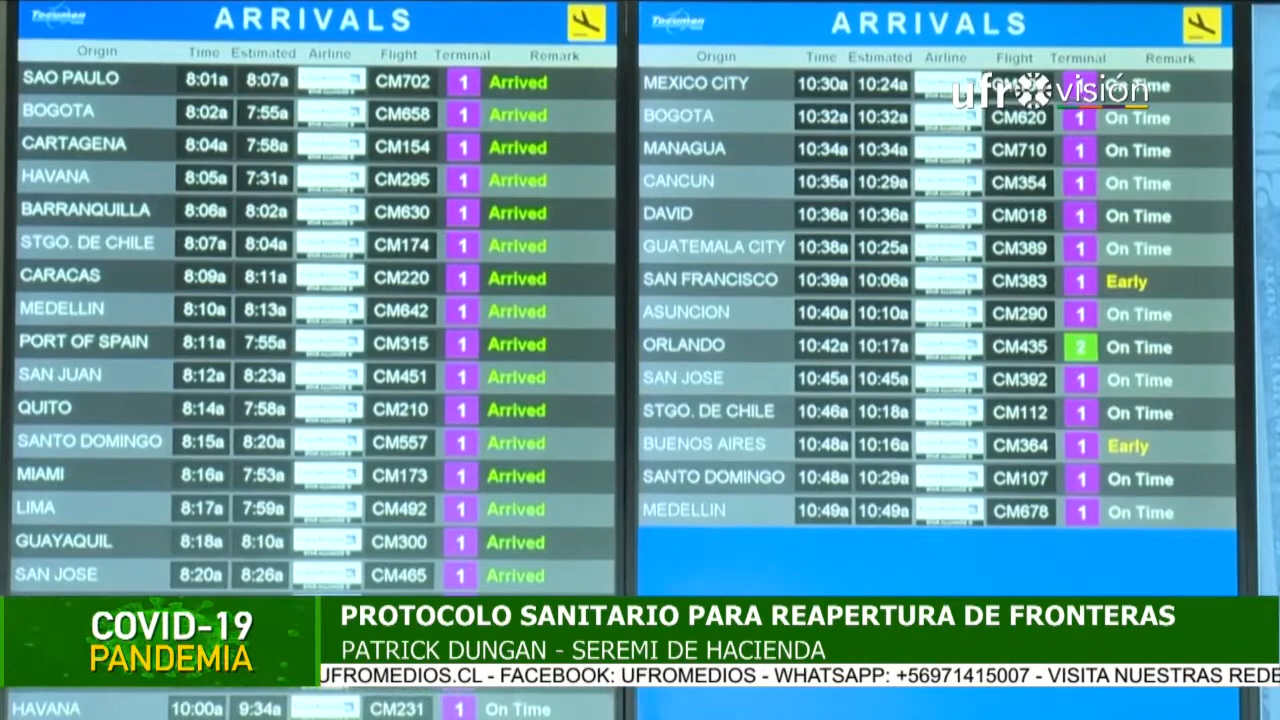 Tocumen
ARRIVALS
Origin Time Estimated Airline Flight Terminal Remark
SAO PAULO 8:01a 8:07a CM702 1 Arrived
BOGOTA 8:02a 7:55a CM658 1 Arrived
CARTAGENA 8:04a 7:58a CM154 1 Arrived
HAVANA 8:05a 7:31a CM295 1 Arrived
BARRANQUILLA 8:06a 8:02a CM630 1 Arrived
STGO. DE CHILE 8:07a 8:04a CM174 1 Arrived
CARACAS 8:09a 8:11a CM220 1 Arrived
MEDELLIN 8:10a 8:13a CM642 1 Arrived
PORT OF SPAIN 8:11a 7:55a CM315 1 Arrived
SAN JUAN 8:12a 8:23a CM451 1 Arrived
QUITO 8:14a 7:58a CM210 1 Arrived
SANTO DOMINGO 8:15a 8:20a CM557 1 Arrived
MIAMI 8:16a 7:53a CM173 1 Arrived
LIMA 8:17a 7:59a CM492 1 Arrived
GUAYAQUIL 8:18a 8:10a CM300 1 Arrived
SAN JOSE 8:20a 8:26a CM465 1 Arrived
HAVANA 10:00a 9:34a CM231 1 On Time
Tocumen
ARRIVALS
Origin Time Estimated Airline Flight Terminal Remark
MEXICO CITY 10:30a 10:24a On Time
ufrovisión
BOGOTA 10:32a 10:32a CM620 1 On Time
MANAGUA 10:34a 10:34a CM710 1 On Time
CANCUN 10:35a 10:29a CM354 1 On Time
DAVID 10:36a 10:36a CM018 1 On Time
GUATEMALA CITY 10:38a 10:25a CM389 1 On Time
SAN FRANCISCO 10:39a 10:06a CM383 1 Early
ASUNCION 10:40a 10:10a CM290 1 On Time
ORLANDO 10:42a 10:17a CM435 2 On Time
SAN JOSE 10:45a 10:45a CM392 1 On Time
STGO. DE CHILE 10:46a 10:18a CM112 1 On Time
BUENOS AIRES 10:48a 10:16a CM364 1 Early
SANTO DOMINGO 10:48a 10:29a CM107 1 On Time
MEDELLIN 10:49a 10:49a CM678 1 On Time
COVID-19
PANDEMIA
PROTOCOLO SANITARIO PARA REAPERTURA DE FRONTERAS
PATRICK DUNGAN - SEREMI DE HACIENDA
UFROMEDIOS.CL - FACEBOOK: UFROMEDIOS - WHATSAPP: +56971415007 - VISITA NUESTRAS REDE